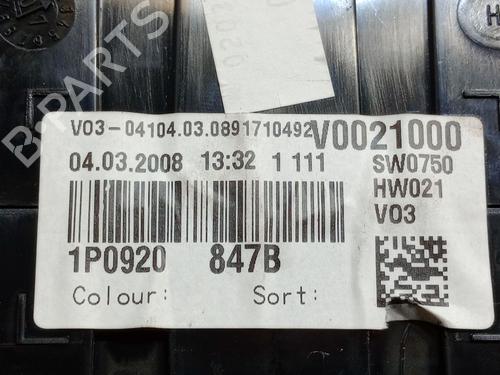 V03-04104.03.0891710492
V0021000
04.03.2008 13:32 1 111
SW0750
HW021
V03
1P0920 847B
Colour: Sort:
B-PARTS